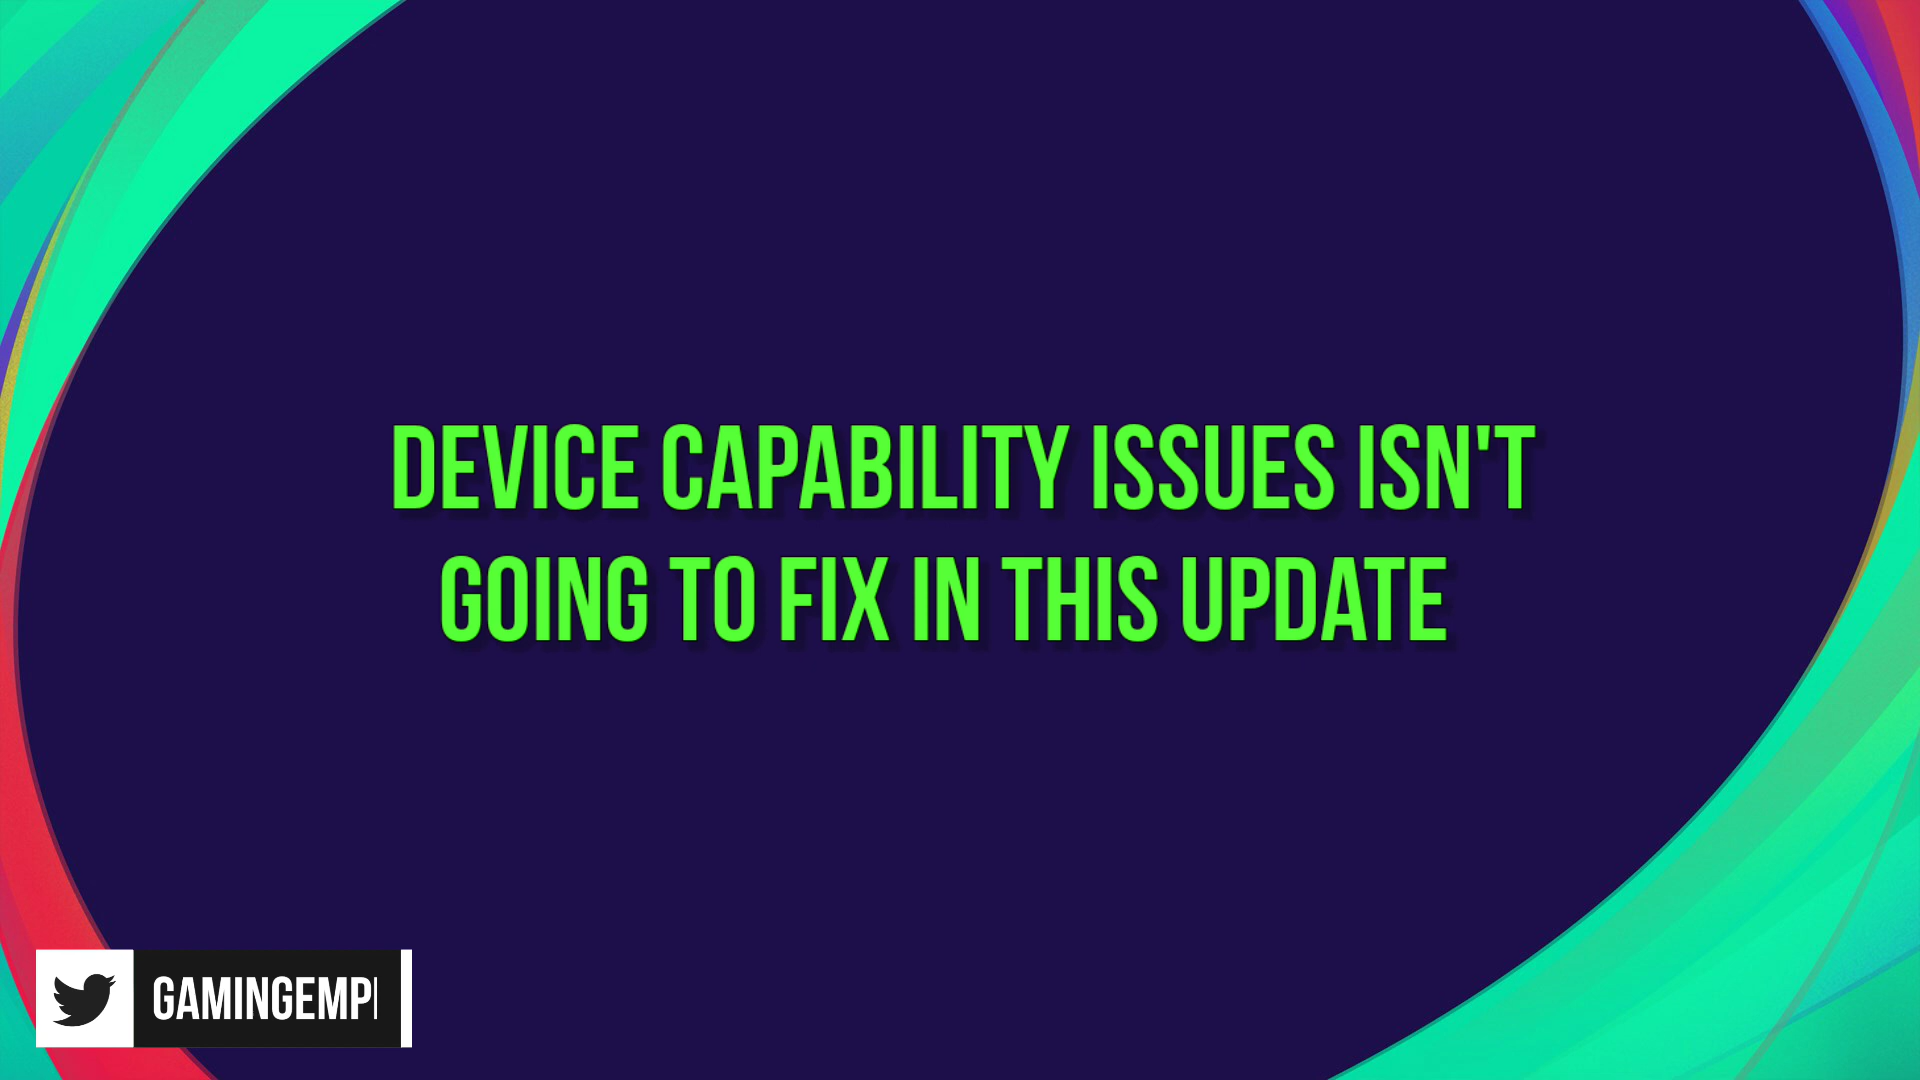 DEVICE CAPABILITY ISSUES ISN'T
GOING TO FIX IN THIS UPDATE
GAMINGEMP